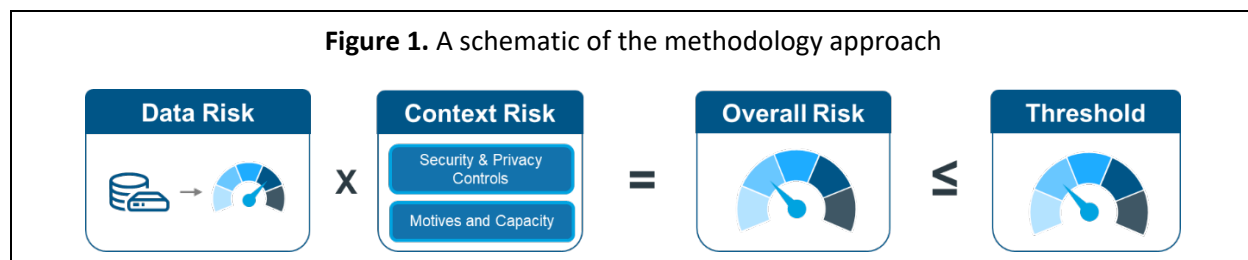 Figure 1. A schematic of the methodology approach
Data Risk
X
Context Risk
Security & Privacy
Controls
Motives and Capacity
=
Overall Risk
≤
Threshold